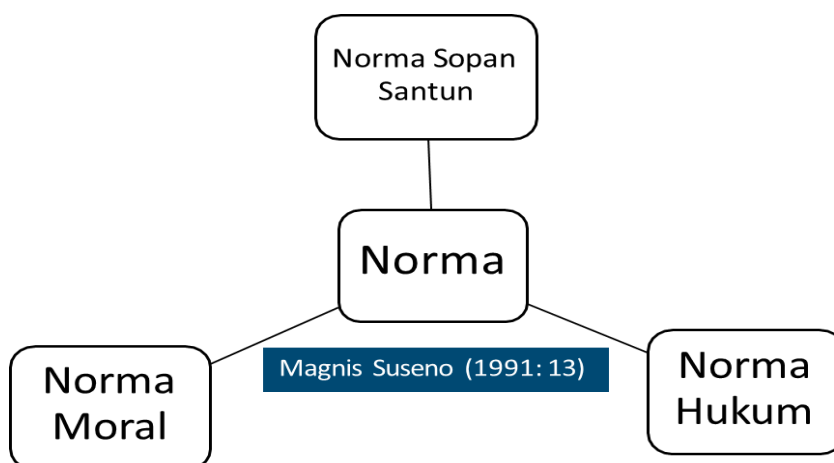 Norma Sopan
Santun
Norma
Magnis Suseno (1991: 13)
Norma
Moral
Norma
Hukum